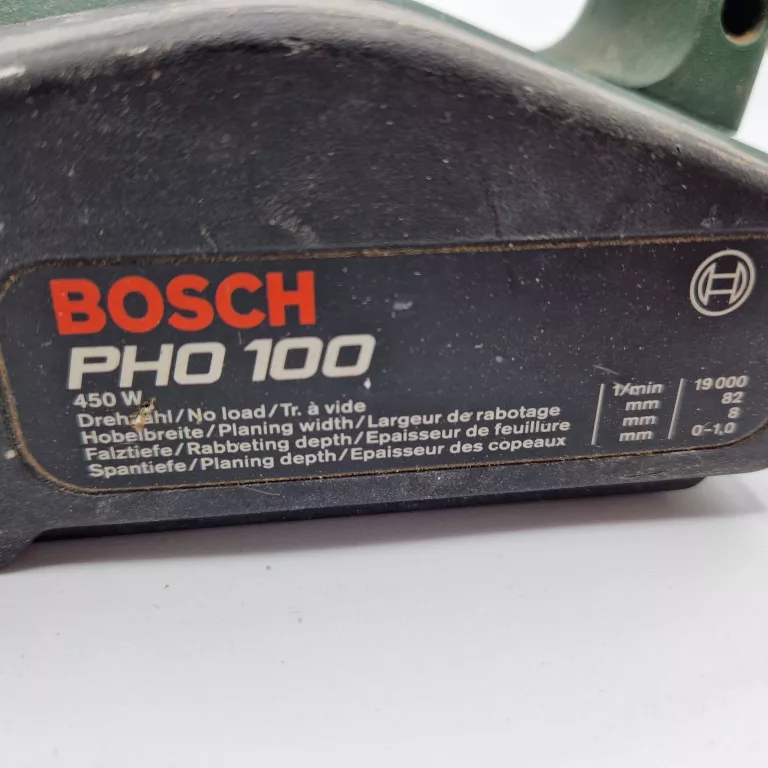 BOSCH
PHO 100
450 W
Drehzahl/No load/Tr. à vide 1/min 19 000
Hobelbreite/Planing width/Largeur de rabotage mm 82
Falztiefe/Rabbeting depth/Epaisseur de feuillure mm 8
Spantiefe/Planing depth/Epaisseur des copeaux mm 0-1,0